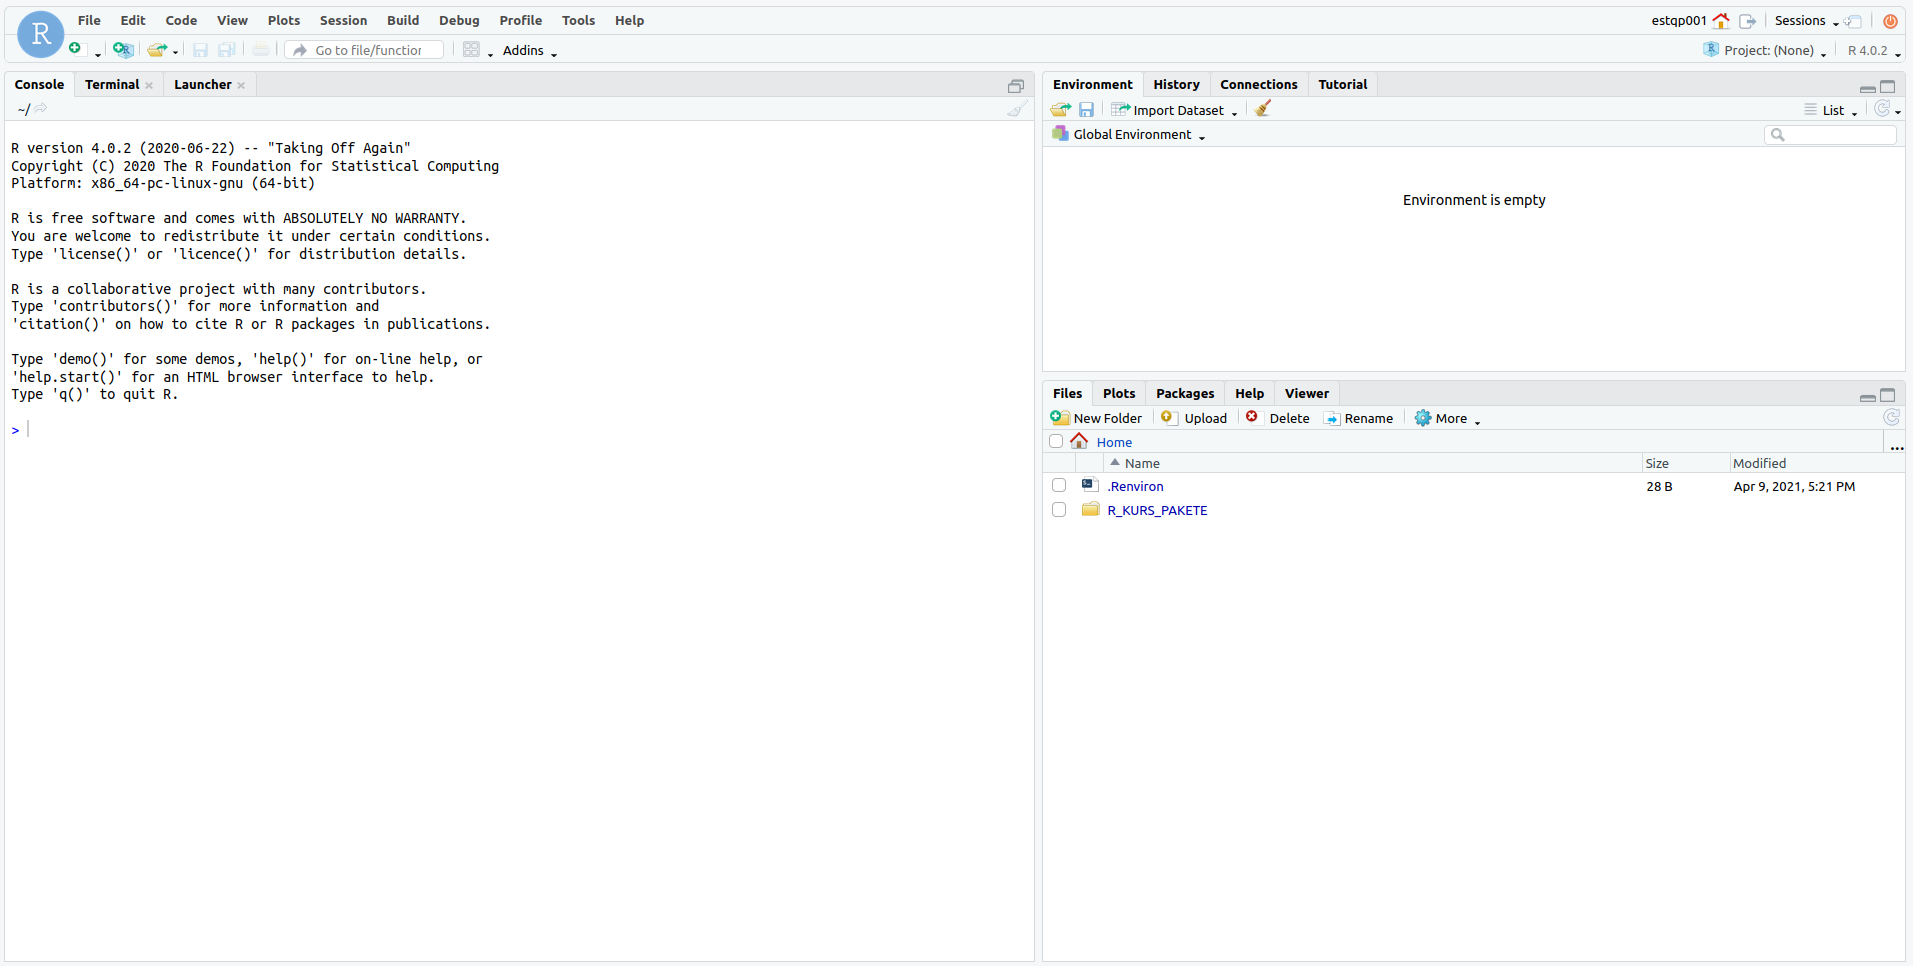 R
File Edit Code View Plots Session Build Debug Profile Tools Help
estqp001 Sessions
Go to file/function Addins
Project: (None) R 4.0.2
Console Terminal Launcher
~/
R version 4.0.2 (2020-06-22) -- "Taking Off Again"
Copyright (C) 2020 The R Foundation for Statistical Computing
Platform: x86_64-pc-linux-gnu (64-bit)
R is free software and comes with ABSOLUTELY NO WARRANTY.
You are welcome to redistribute it under certain conditions.
Type 'license()' or 'licence()' for distribution details.
R is a collaborative project with many contributors.
Type 'contributors()' for more information and
'citation()' on how to cite R or R packages in publications.
Type 'demo()' for some demos, 'help()' for on-line help, or
'help.start()' for an HTML browser interface to help.
Type 'q()' to quit R.
>
Environment History Connections Tutorial
Import Dataset List
Global Environment
Environment is empty
Files Plots Packages Help Viewer
New Folder Upload Delete Rename More
Home ...
Name Size Modified
.Renviron 28 B Apr 9, 2021, 5:21 PM
R_KURS_PAKETE